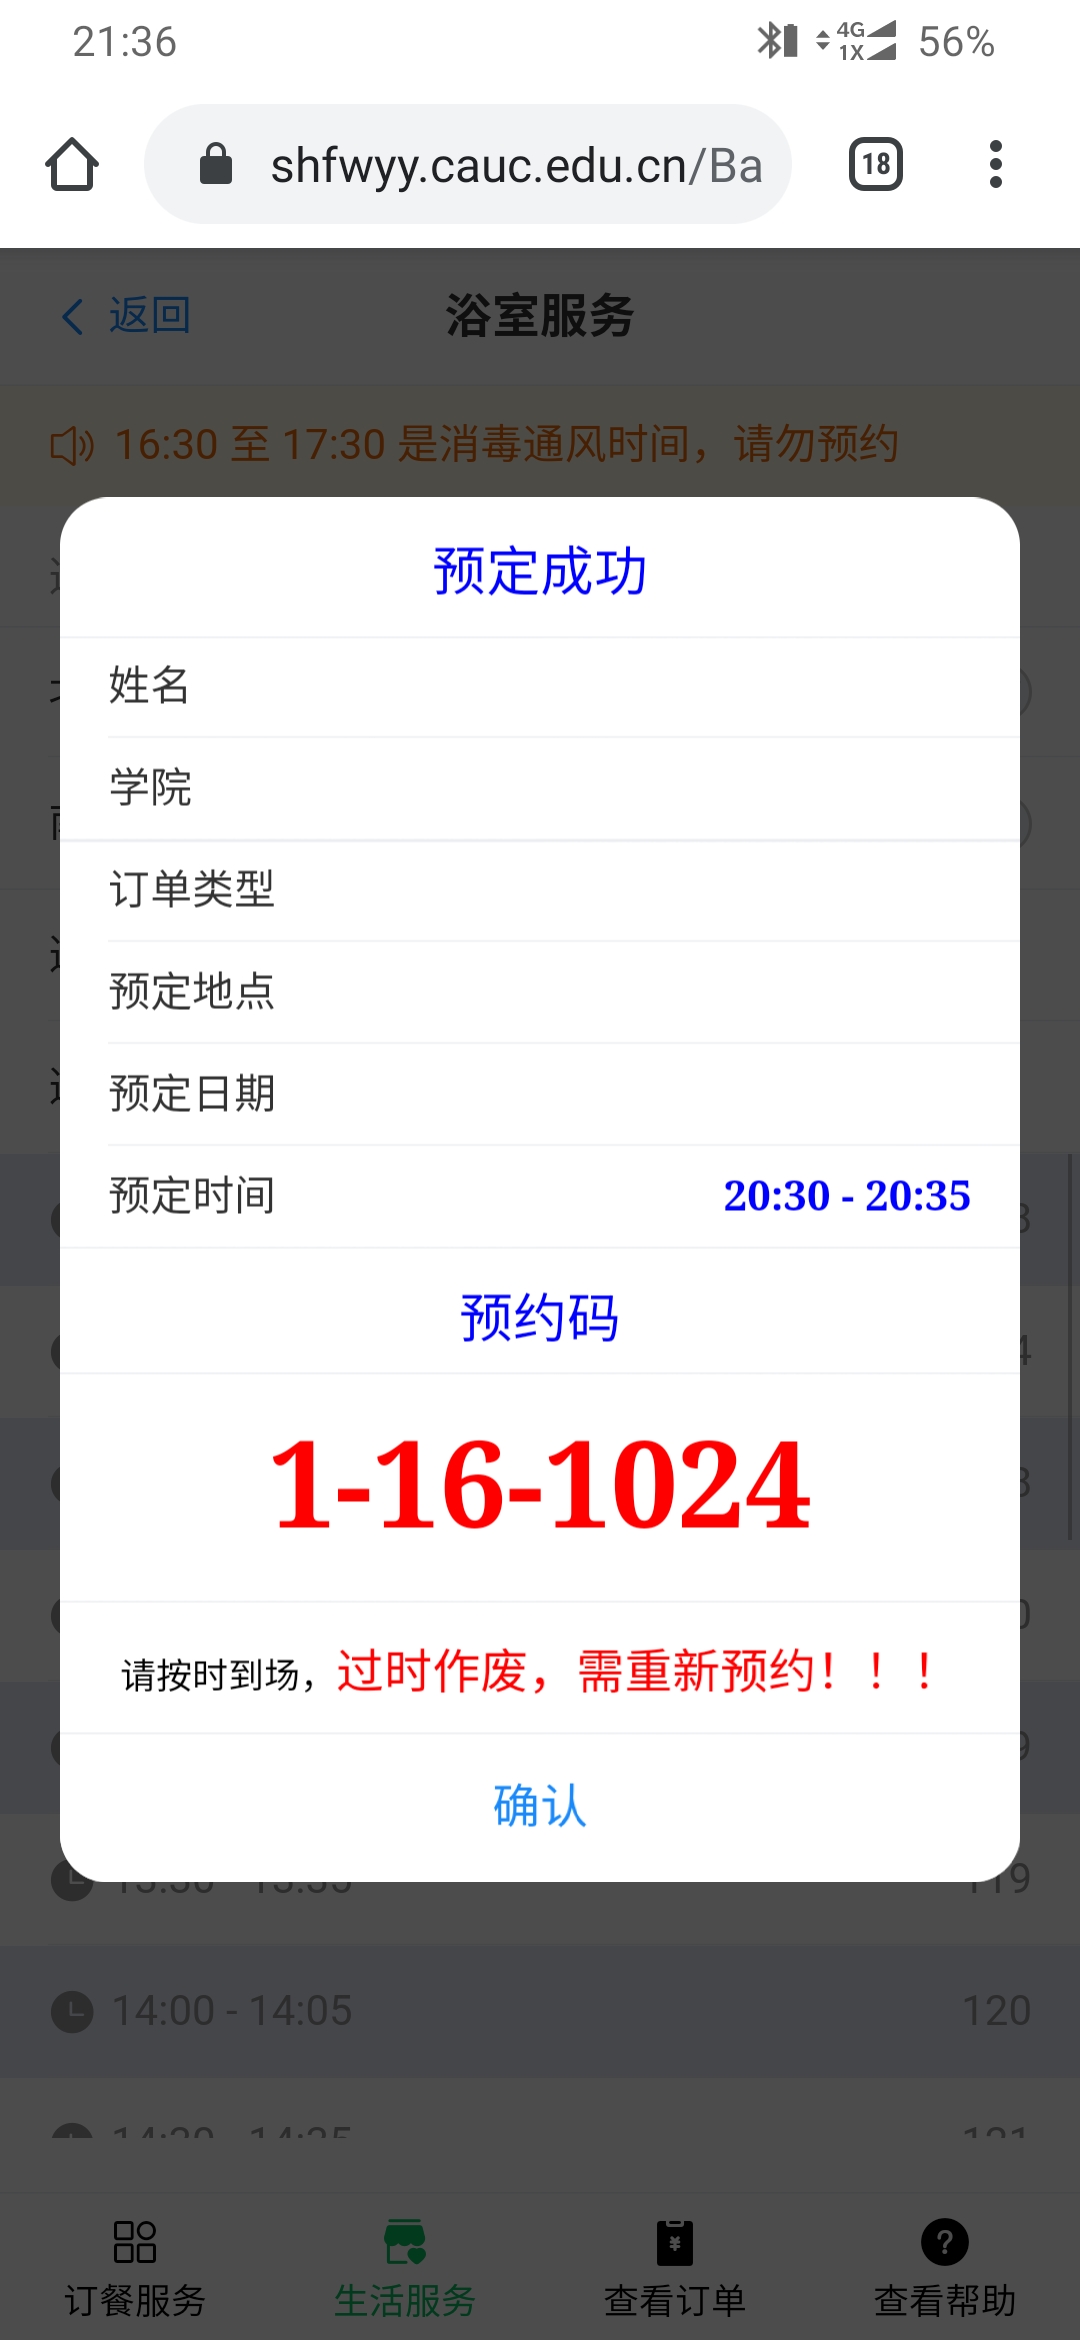 21:36
4G
1X
56%
shfwyy.cauc.edu.cn/Ba
18
返回
浴室服务
16:30 至 17:30 是消毒通风时间，请勿预约
预定成功
姓名
学院
订单类型
预定地点
预定日期
预定时间
20:30 - 20:35
预约码
1-16-1024
请按时到场，过时作废，需重新预约！！！
确认
14:00 - 14:05
120
订餐服务
生活服务
查看订单
查看帮助